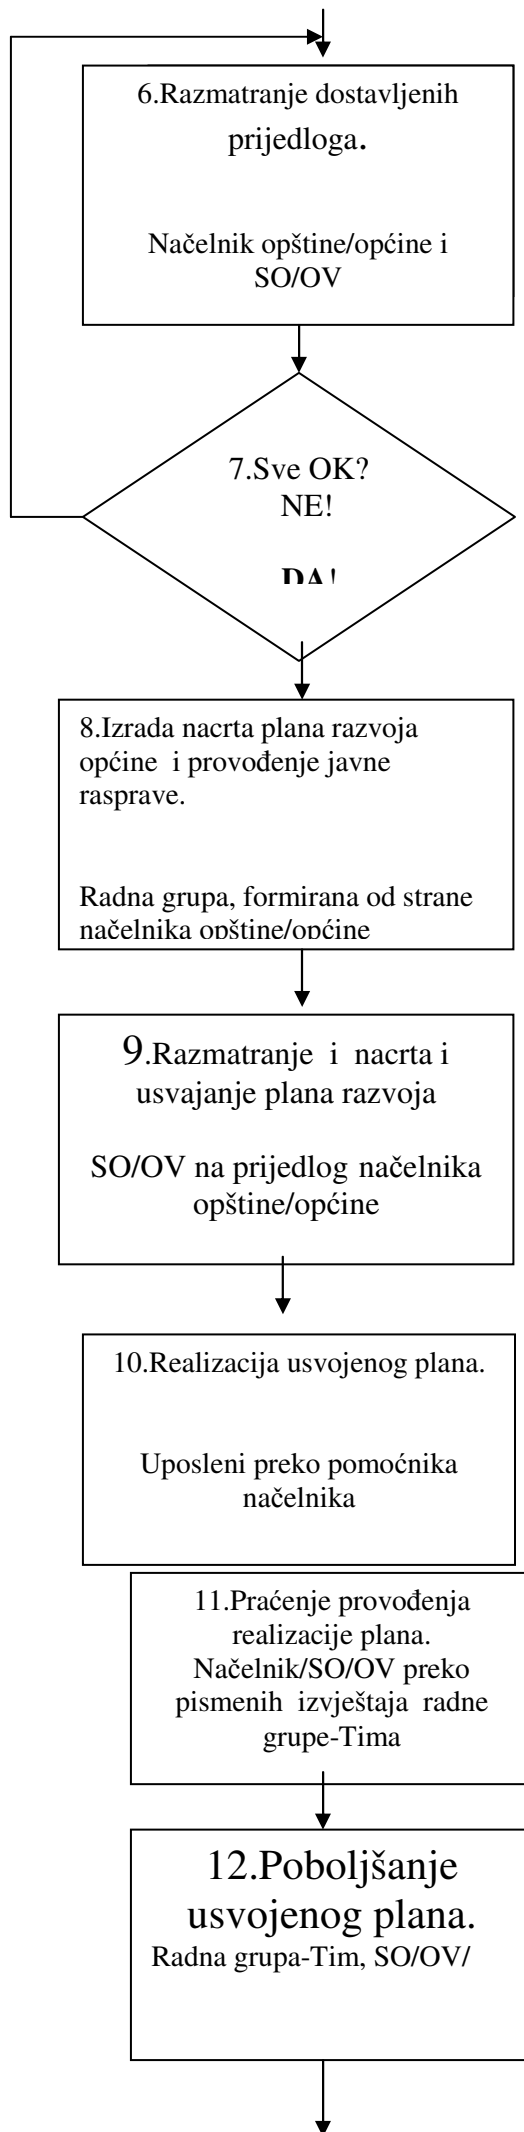 6.Razmatranje dostavljenih
prijedloga.
Načelnik opštine/općine i
SO/OV
7.Sve OK?
NE!
DA!
8.Izrada nacrta plana razvoja
općine i provođenje javne
rasprave.
Radna grupa, formirana od strane
načelnika opštine/općine
9.Razmatranje i nacrta i
usvajanje plana razvoja
SO/OV na prijedlog načelnika
opštine/općine
10.Realizacija usvojenog plana.
Uposleni preko pomoćnika
načelnika
11.Praćenje provođenja
realizacije plana.
Načelnik/SO/OV preko
pismenih izvještaja radne
grupe-Tima
12.Poboljšanje
usvojenog plana.
Radna grupa-Tim, SO/OV/